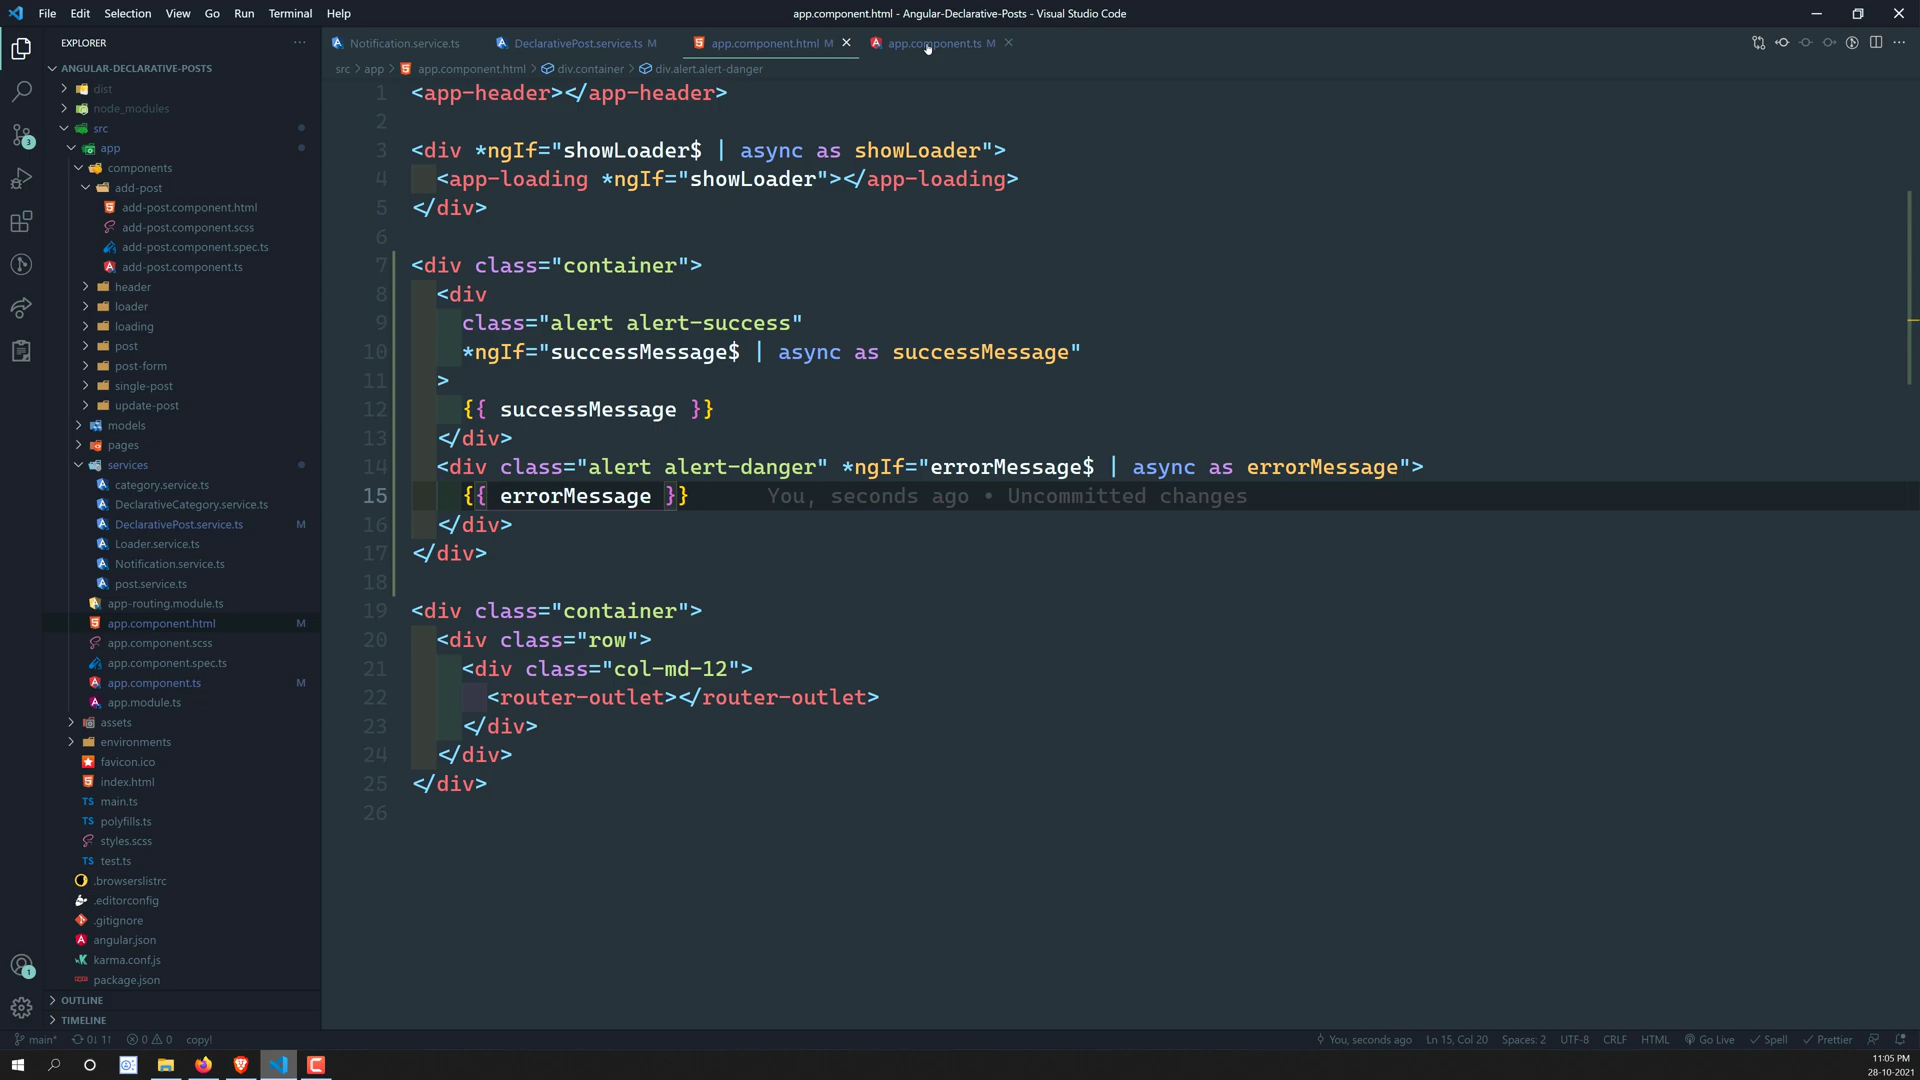 File Edit Selection View Go Run Terminal Help
app.component.html - Angular-Declarative-Posts - Visual Studio Code
EXPLORER
Notification.service.ts DeclarativePost.service.ts M app.component.html M app.component.ts M
ANGULAR-DECLARATIVE-POSTS
src app app.component.html div.container div.alert.alert-danger
dist
node_modules
src
app
components
add-post
add-post.component.html
add-post.component.scss
add-post.component.spec.ts
add-post.component.ts
header
loader
loading
post
post-form
single-post
update-post
models
pages
services
category.service.ts
DeclarativeCategory.service.ts
DeclarativePost.service.ts M
Loader.service.ts
Notification.service.ts
post.service.ts
app-routing.module.ts
app.component.html M
app.component.scss
app.component.spec.ts
app.component.ts M
app.module.ts
assets
environments
favicon.ico
index.html
TS main.ts
TS polyfills.ts
styles.scss
TS test.ts
.browserslistrc
.editorconfig
.gitignore
angular.json
karma.conf.js
package.json
OUTLINE
TIMELINE
3
1
1 <app-header></app-header>
2
3 <div *ngIf="showLoader$ | async as showLoader">
4 <app-loading *ngIf="showLoader"></app-loading>
5 </div>
6
7 <div class="container">
8 <div
9 class="alert alert-success"
10 *ngIf="successMessage$ | async as successMessage"
11 >
12 {{ successMessage }}
13 </div>
14 <div class="alert alert-danger" *ngIf="errorMessage$ | async as errorMessage">
15 {{ errorMessage }} You, seconds ago • Uncommitted changes
16 </div>
17 </div>
18
19 <div class="container">
20 <div class="row">
21 <div class="col-md-12">
22 <router-outlet></router-outlet>
23 </div>
24 </div>
25 </div>
26
main* 0↓ 1↑ 0 0 copy! You, seconds ago Ln 15, Col 20 Spaces: 2 UTF-8 CRLF HTML Go Live Spell Prettier
11:05 PM
28-10-2021